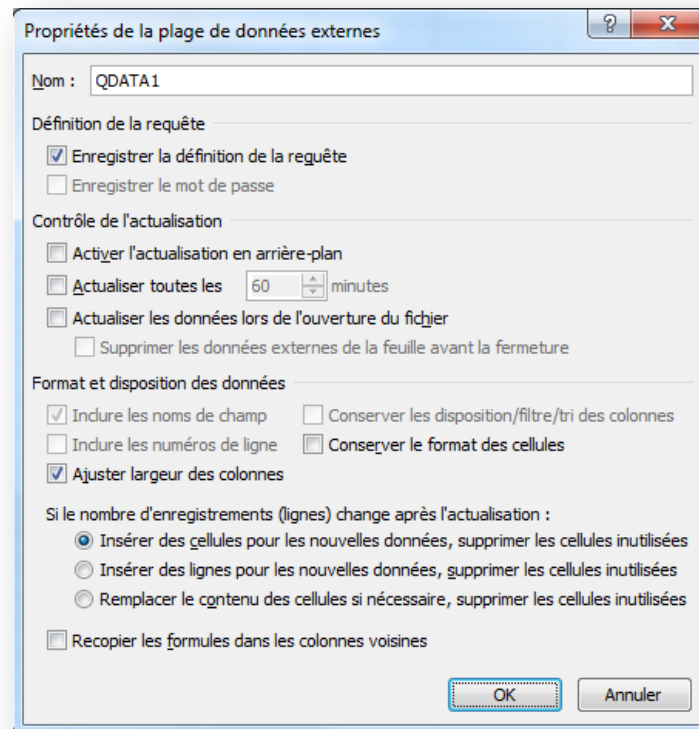 Propriétés de la plage de données externes
Nom : QDATA1
Définition de la requête
Enregistrer la définition de la requête
Enregistrer le mot de passe
Contrôle de l'actualisation
Activer l'actualisation en arrière-plan
Actualiser toutes les 60 minutes
Actualiser les données lors de l'ouverture du fichier
Supprimer les données externes de la feuille avant la fermeture
Format et disposition des données
Inclure les noms de champ Conserver les disposition/filtre/tri des colonnes
Inclure les numéros de ligne Conserver le format des cellules
Ajuster largeur des colonnes
Si le nombre d'enregistrements (lignes) change après l'actualisation :
Insérer des cellules pour les nouvelles données, supprimer les cellules inutilisées
Insérer des lignes pour les nouvelles données, supprimer les cellules inutilisées
Remplacer le contenu des cellules si nécessaire, supprimer les cellules inutilisées
Recopier les formules dans les colonnes voisines
OK Annuler